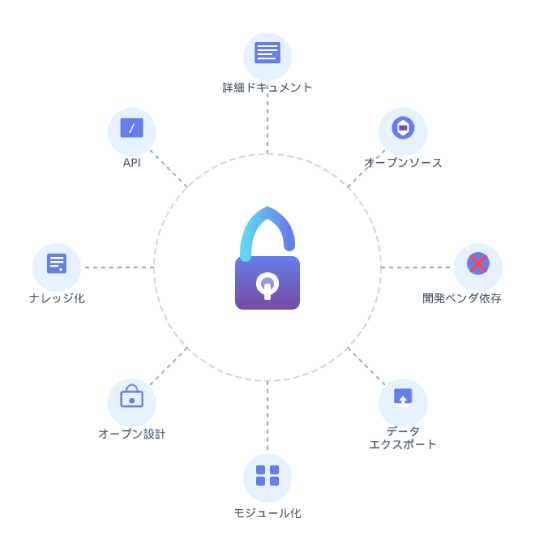 詳細ドキュメント
API
オープンソース
ナレッジ化
開発ベンダ依存
オープン設計
データ
エクスポート
モジュール化